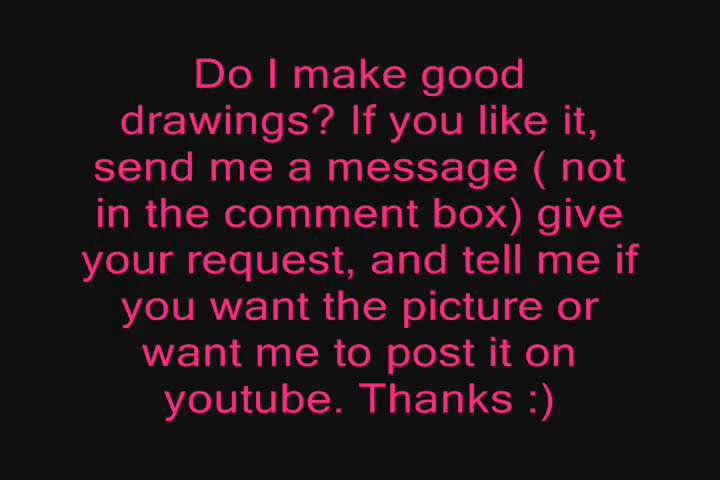 Do I make good
drawings? If you like it,
send me a message ( not
in the comment box) give
your request, and tell me if
you want the picture or
want me to post it on
youtube. Thanks :)